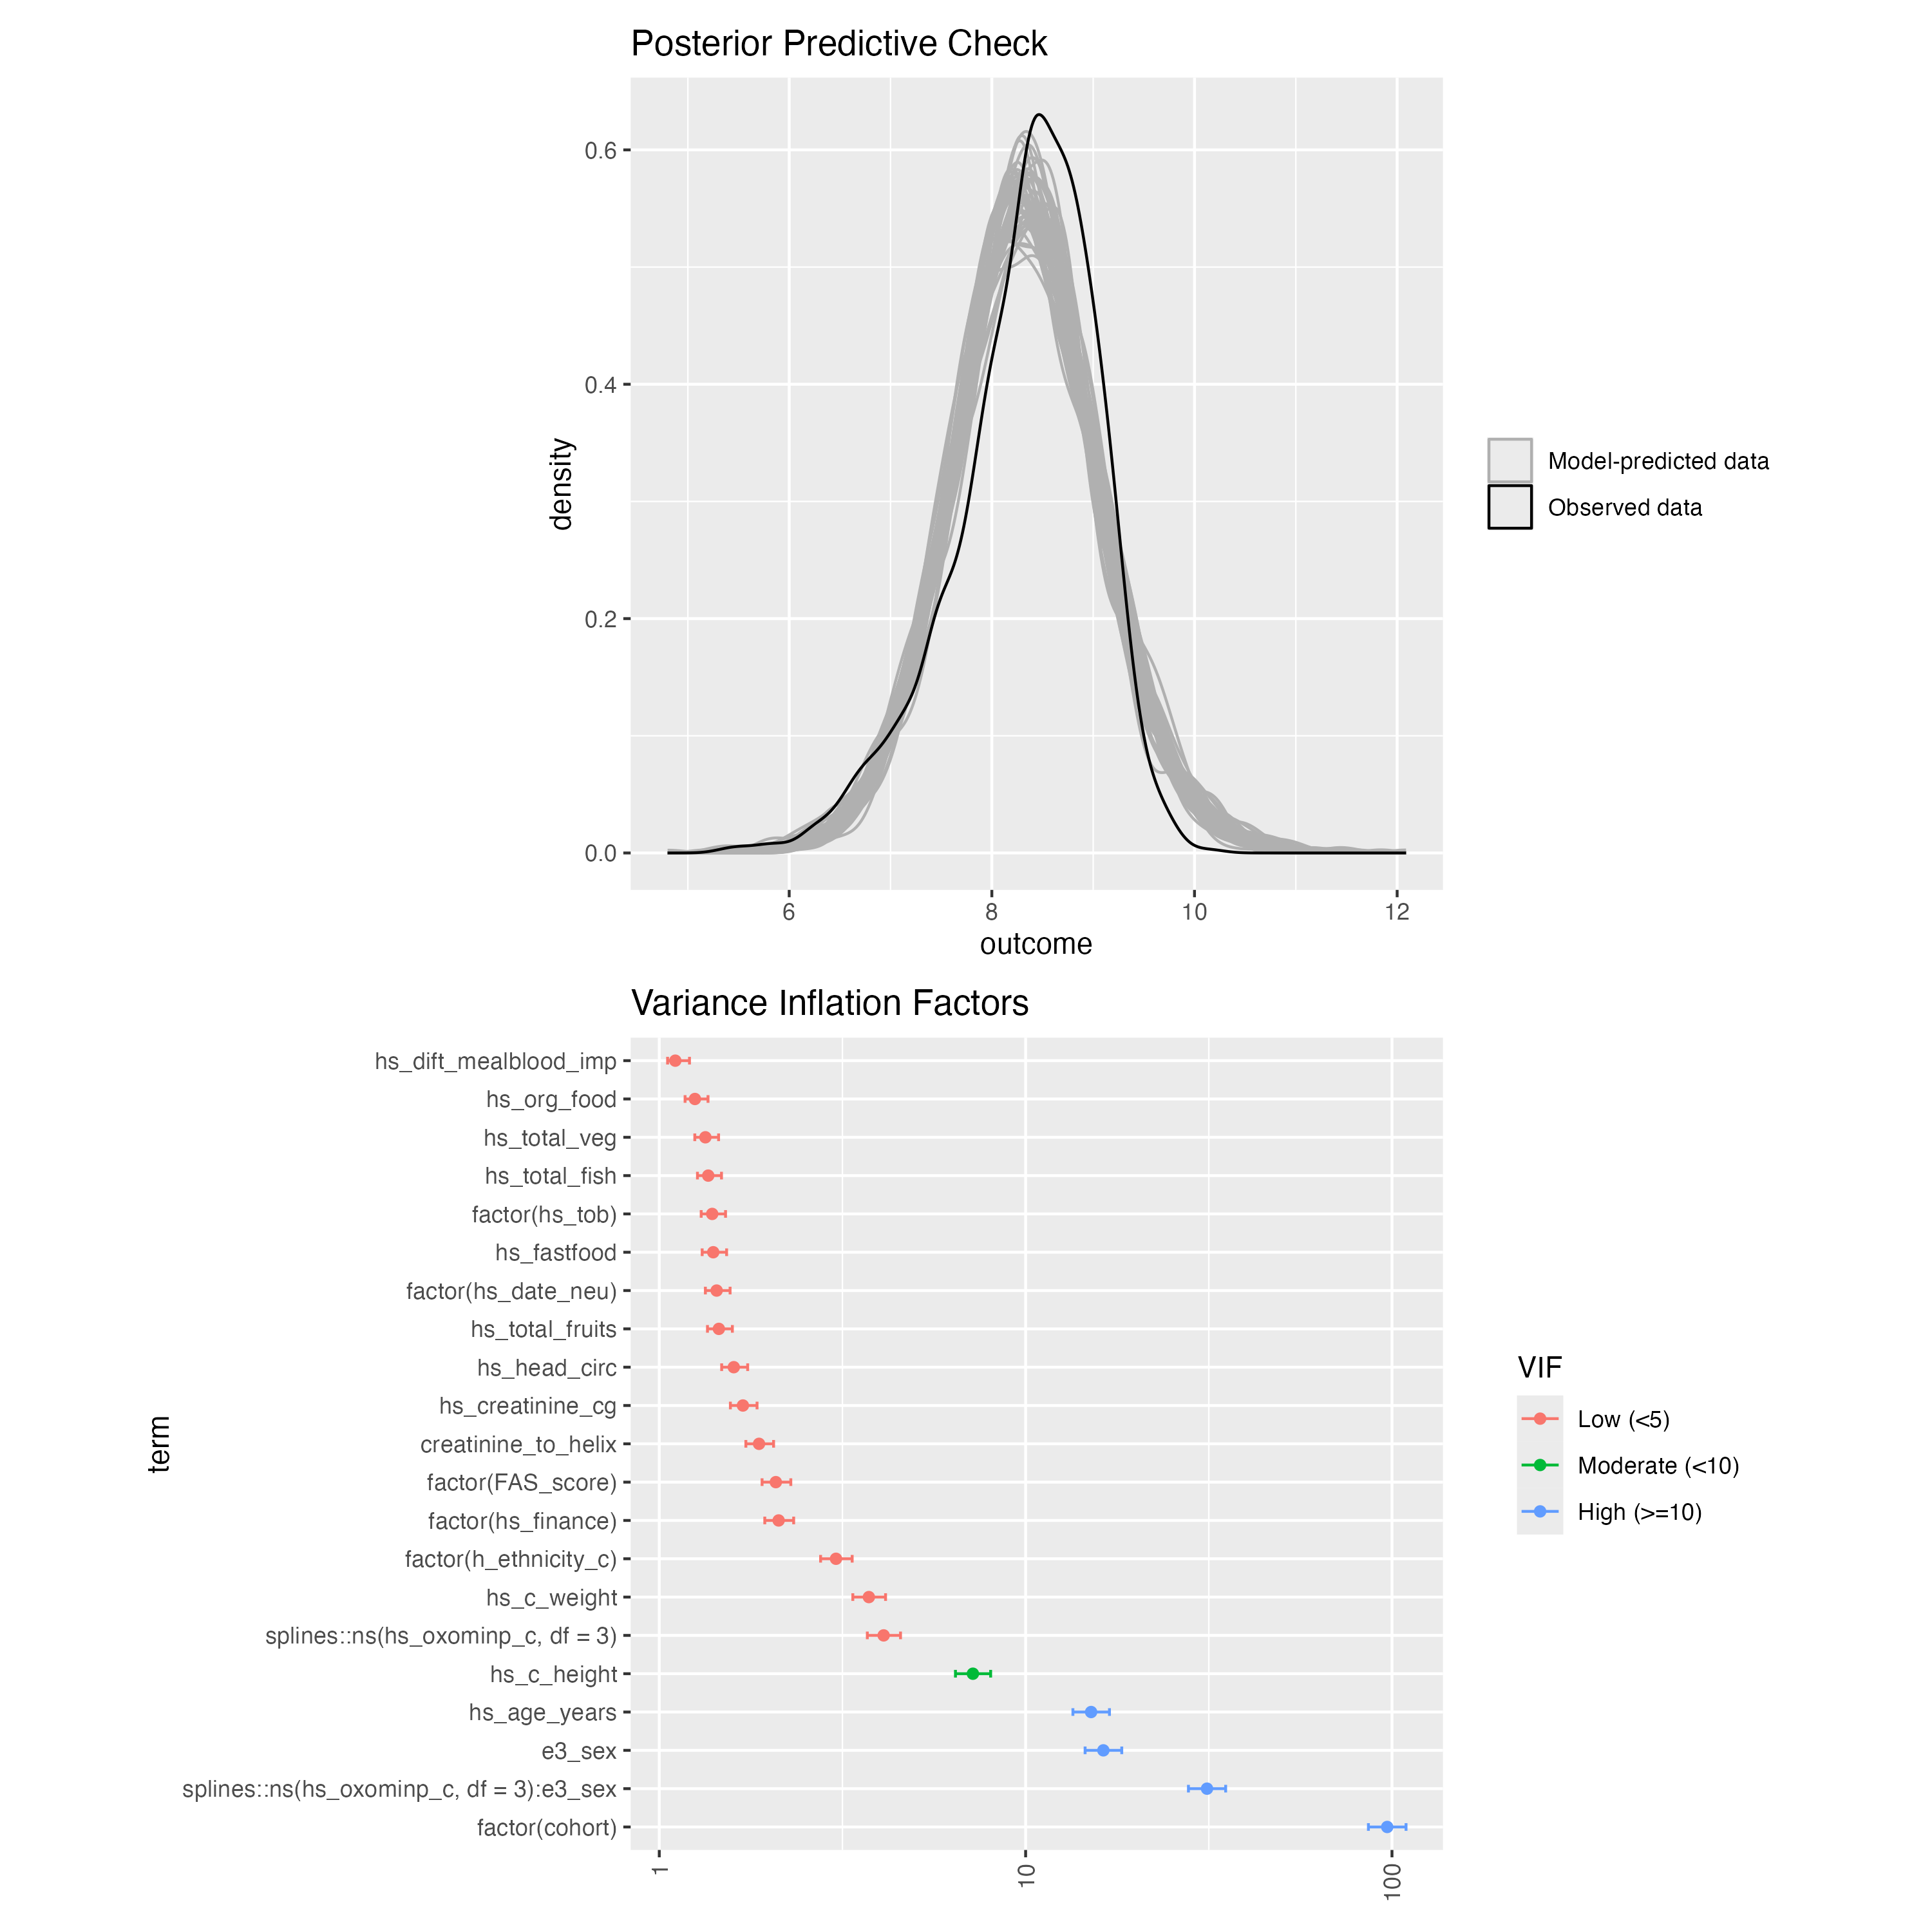 Posterior Predictive Check
0.6
0.4
0.2
0.0
density
6 8 10 12
outcome
Model-predicted data
Observed data
Variance Inflation Factors
hs_dift_mealblood_imp
hs_org_food
hs_total_veg
hs_total_fish
factor(hs_tob)
hs_fastfood
factor(hs_date_neu)
hs_total_fruits
hs_head_circ
hs_creatinine_cg
creatinine_to_helix
factor(FAS_score)
factor(hs_finance)
factor(h_ethnicity_c)
hs_c_weight
splines::ns(hs_oxominp_c, df = 3)
hs_c_height
hs_age_years
e3_sex
splines::ns(hs_oxominp_c, df = 3):e3_sex
factor(cohort)
term
1 10 100
VIF
Low (<5)
Moderate (<10)
High (>=10)